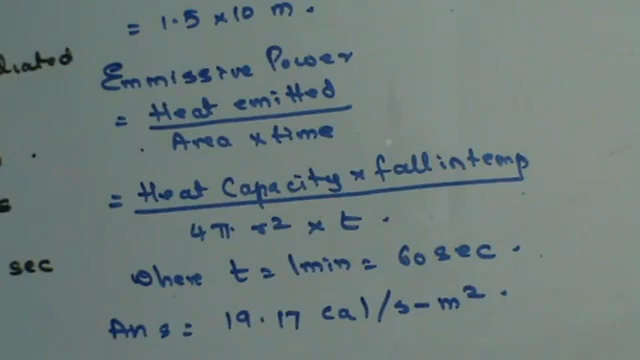 = 1.5 × 10 m.
Emmissive Power
= Heat emitted
Area × time
= Heat Capacity × fall in temp
4π r² × t.
where t = 1min = 60 sec.
sec
Ans = 19.17 cal/s-m².